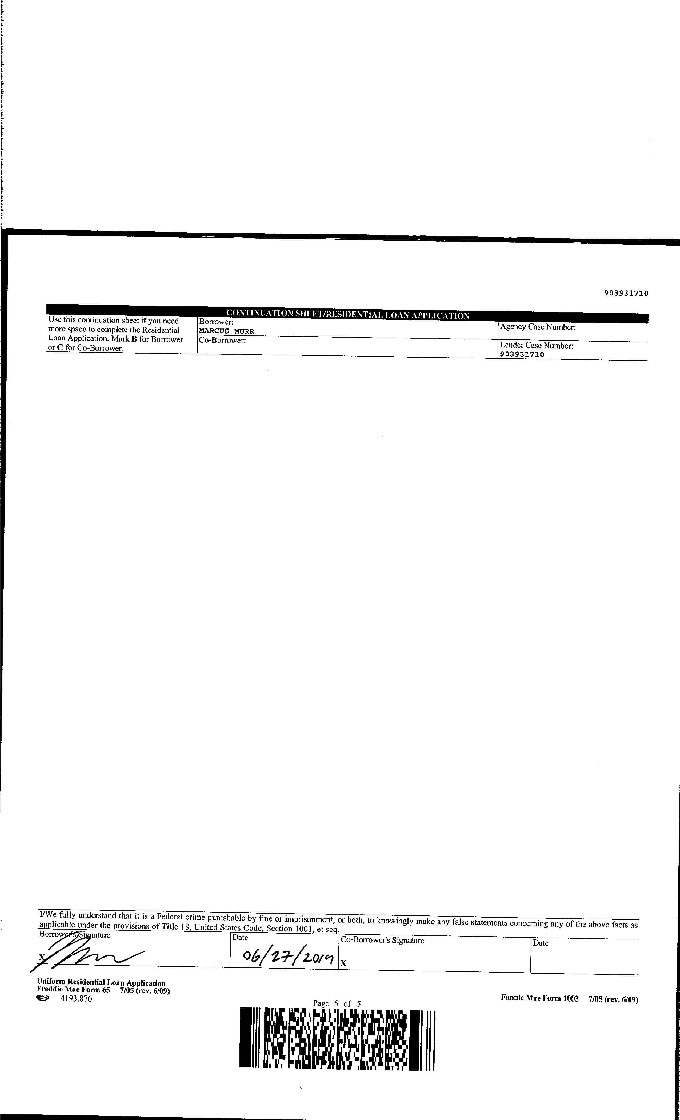 903931710
CONTINUATION SHEET/RESIDENTIAL LOAN APPLICATION
Use this continuation sheet if you need
more space to complete the Residential
Loan Application. Mark B for Borrower
or C for Co-Borrower.
Borrower:
MARCUS MURR
Co-Borrower:
Agency Case Number:
Lender Case Number:
903931710
I/We fully understand that it is a Federal crime punishable by fine or imprisonment, or both, to knowingly make any false statements concerning any of the above facts as
applicable under the provisions of Title 18, United States Code, Section 1001, et seq.
Borrower's Signature
X
Date
06/27/2019
Co-Borrower's Signature
X
Date
Uniform Residential Loan Application
Freddie Mac Form 65 7/05 (rev. 6/09)
4193.876
Page 5 of 5
Fannie Mae Form 1003 7/05 (rev. 6/09)